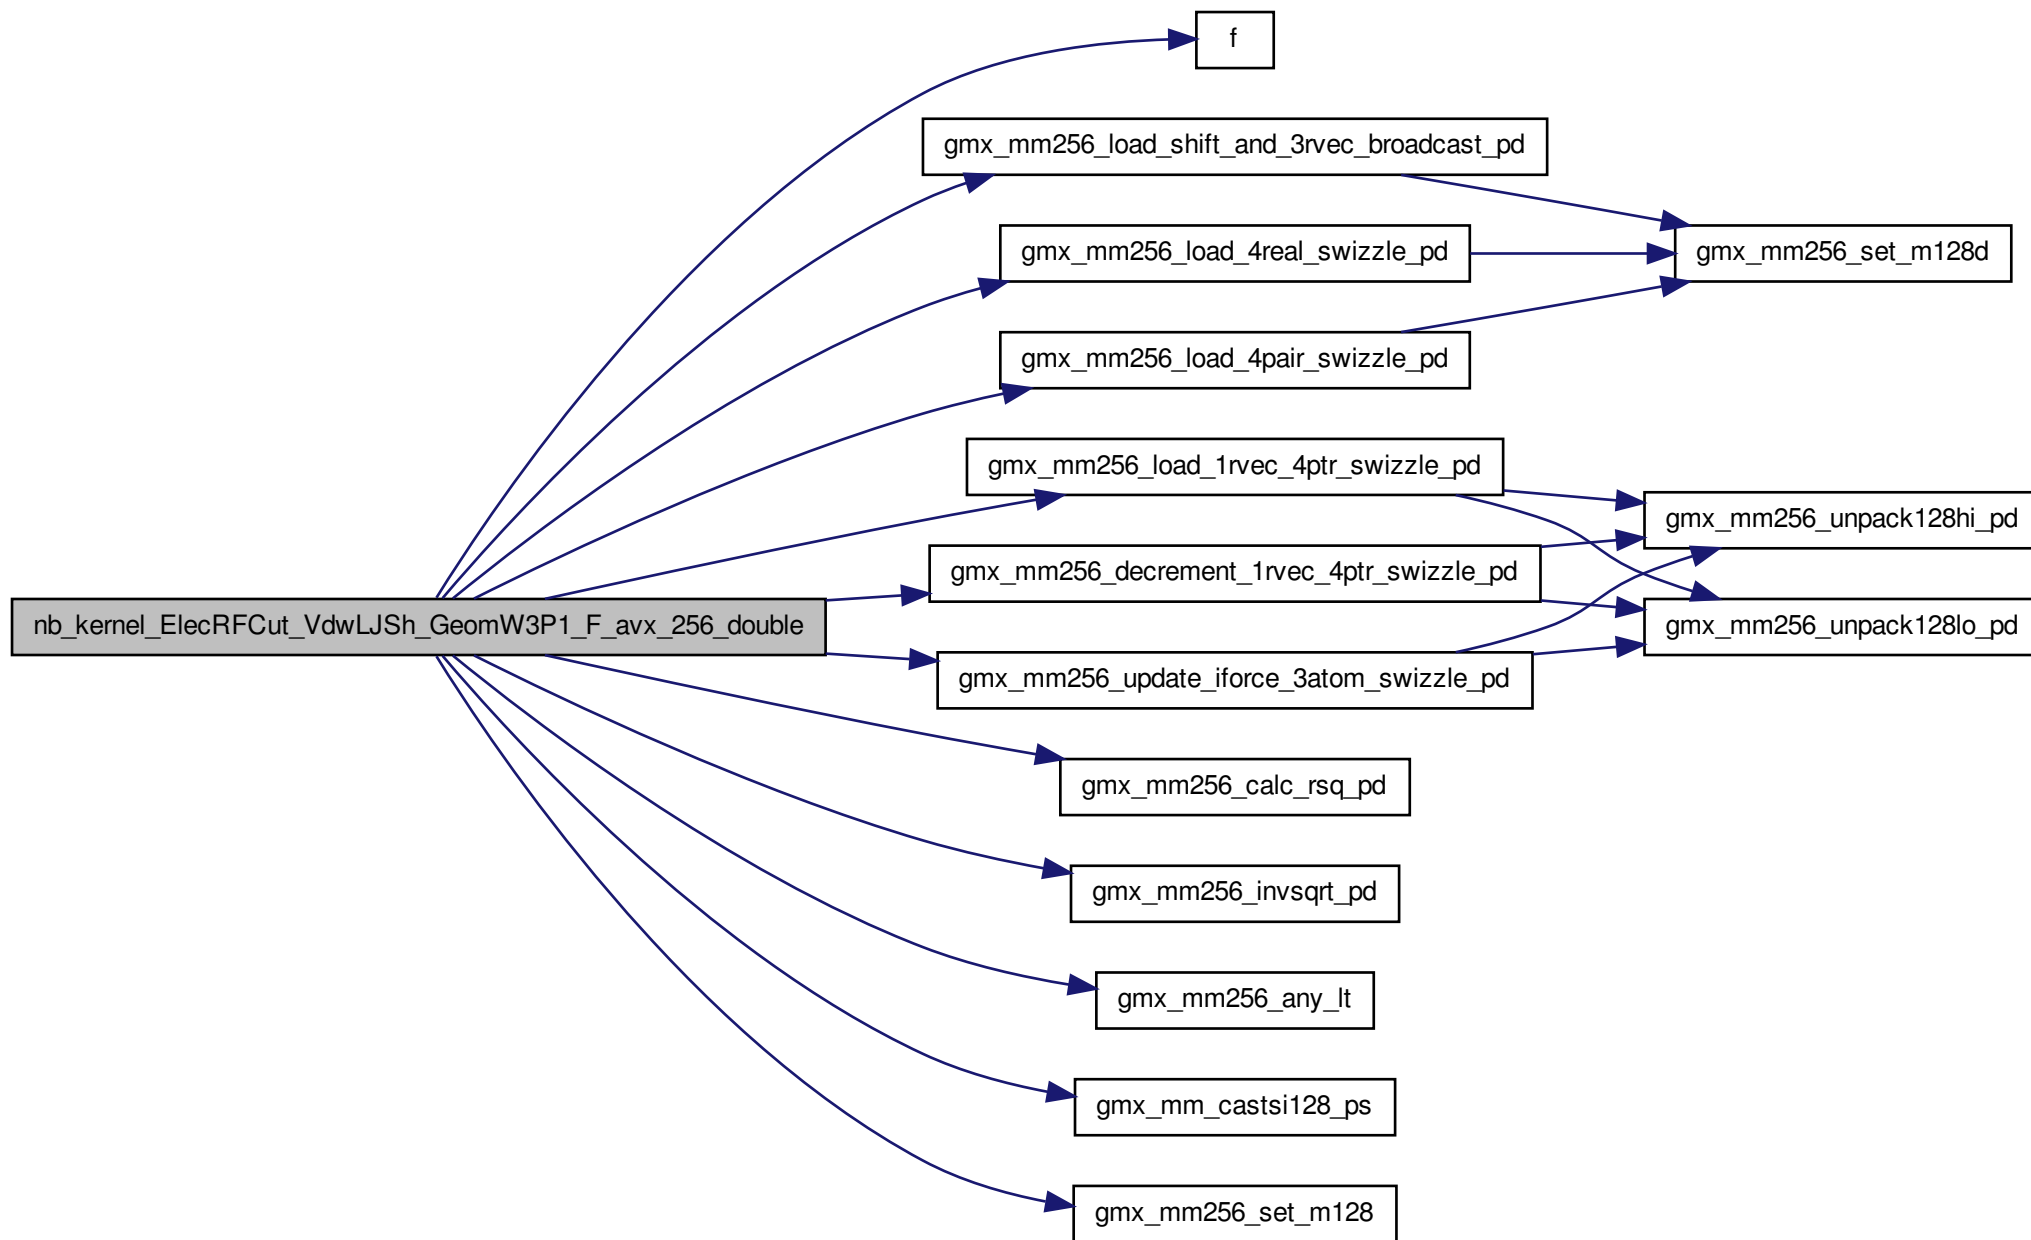 f
gmx_mm256_load_shift_and_3rvec_broadcast_pd
gmx_mm256_load_4real_swizzle_pd
gmx_mm256_set_m128d
gmx_mm256_load_4pair_swizzle_pd
gmx_mm256_load_1rvec_4ptr_swizzle_pd
gmx_mm256_unpack128hi_pd
gmx_mm256_decrement_1rvec_4ptr_swizzle_pd
nb_kernel_ElecRFCut_VdwLJSh_GeomW3P1_F_avx_256_double
gmx_mm256_unpack128lo_pd
gmx_mm256_update_iforce_3atom_swizzle_pd
gmx_mm256_calc_rsq_pd
gmx_mm256_invsqrt_pd
gmx_mm256_any_lt
gmx_mm_castsi128_ps
gmx_mm256_set_m128